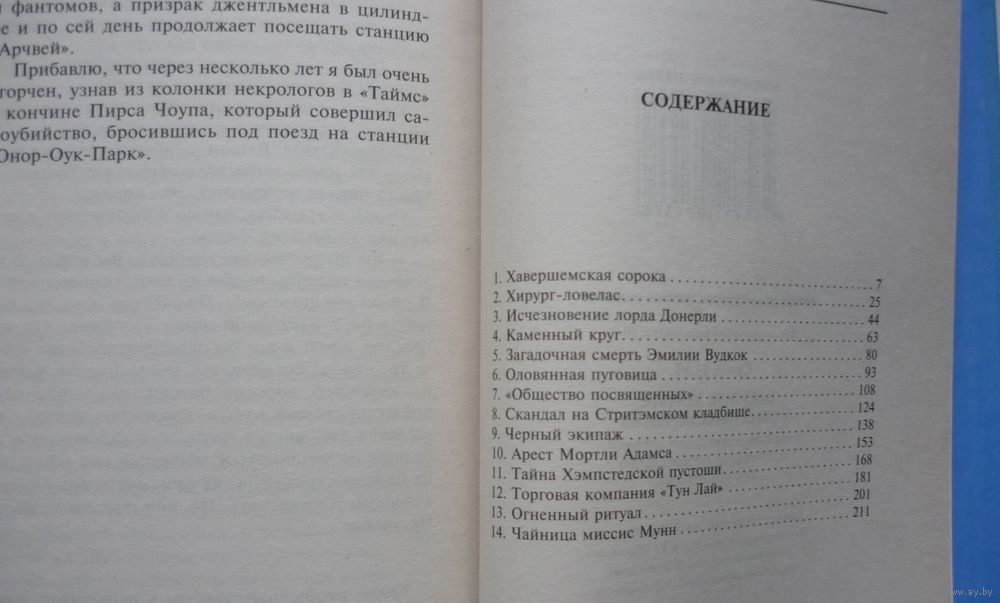 фантомов, а призрак джентльмена в цилинд-
е и по сей день продолжает посещать станцию
Арчвей».
Прибавлю, что через несколько лет я был очень
горчен, узнав из колонки некрологов в «Таймс»
кончине Пирса Чоупа, который совершил са-
оубийство, бросившись под поезд на станции
Онор-Оук-Парк».
СОДЕРЖАНИЕ
1. Хавершемская сорока 7
2. Хирург-ловелас 25
3. Исчезновение лорда Донерли 44
4. Каменный круг 63
5. Загадочная смерть Эмилии Вудкок 80
6. Оловянная пуговица 93
7. «Общество посвященных» 108
8. Скандал на Стритэмском кладбище 124
9. Черный экипаж 138
10. Арест Мортли Адамса 153
11. Тайна Хэмпстедской пустоши 168
12. Торговая компания «Тун Лай» 181
13. Огненный ритуал 201
14. Чайница миссис Мунн 211
www.ay.by